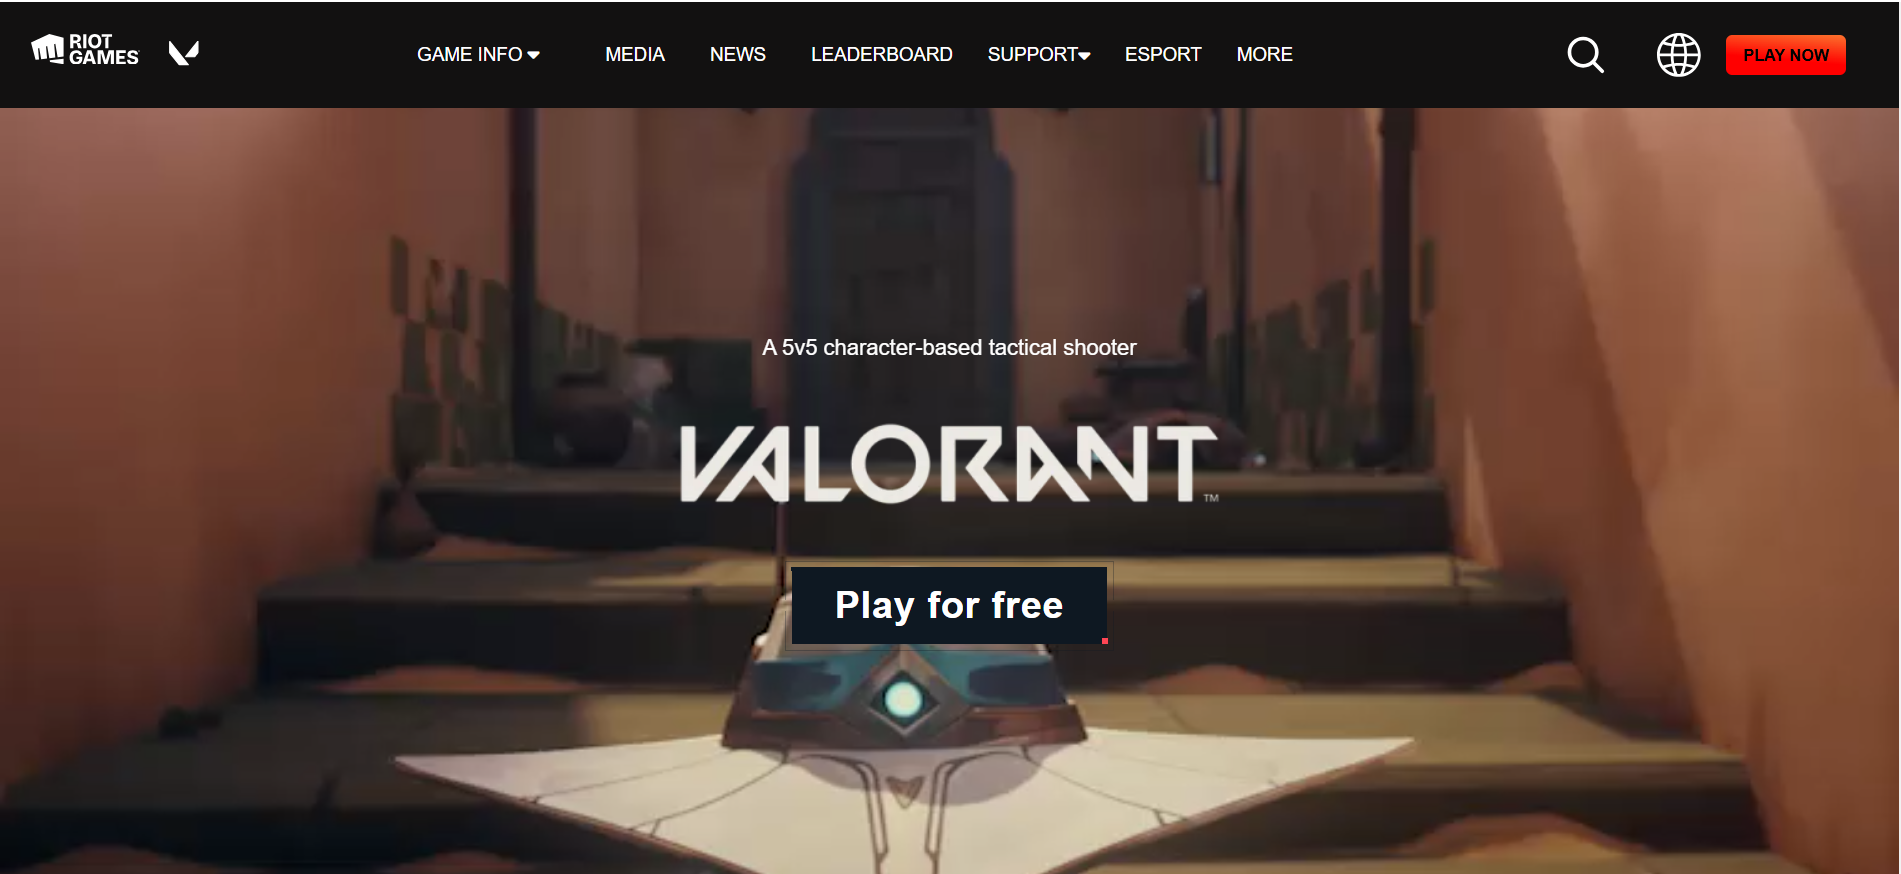 RIOT
GAMES
GAME INFO
MEDIA
NEWS
LEADERBOARD
SUPPORT
ESPORT
MORE
PLAY NOW
A 5v5 character-based tactical shooter
VALORANT™
Play for free